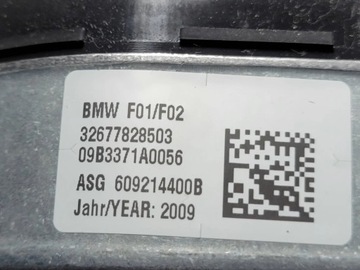 BMW F01/F02
32677828503
09B3371A0056
ASG 609214400B
Jahr/YEAR: 2009